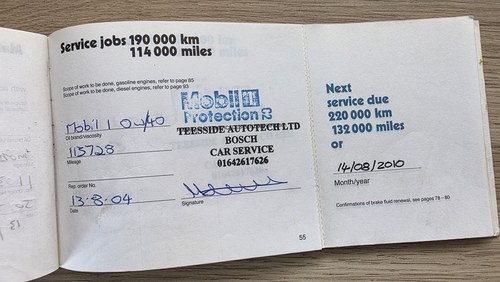 Service jobs 190 000 km
114 000 miles
Scope of work to be done, gasoline engines, refer to page 85
Scope of work to be done, diesel engines, refer to page 93
Mobil 1 0w/40
Oil brand/Viscosity
115728
Mileage
Rep. order No.
13-8-04
Date
Mobil 1
Protection
TEESSIDE AUTOTECH LTD
BOSCH
CAR SERVICE
01642617626
Signature
55
Next
service due
220 000 km
132 000 miles
or
14/08/2010
Month/year
Confirmations of brake fluid renewal, see pages 78 – 80